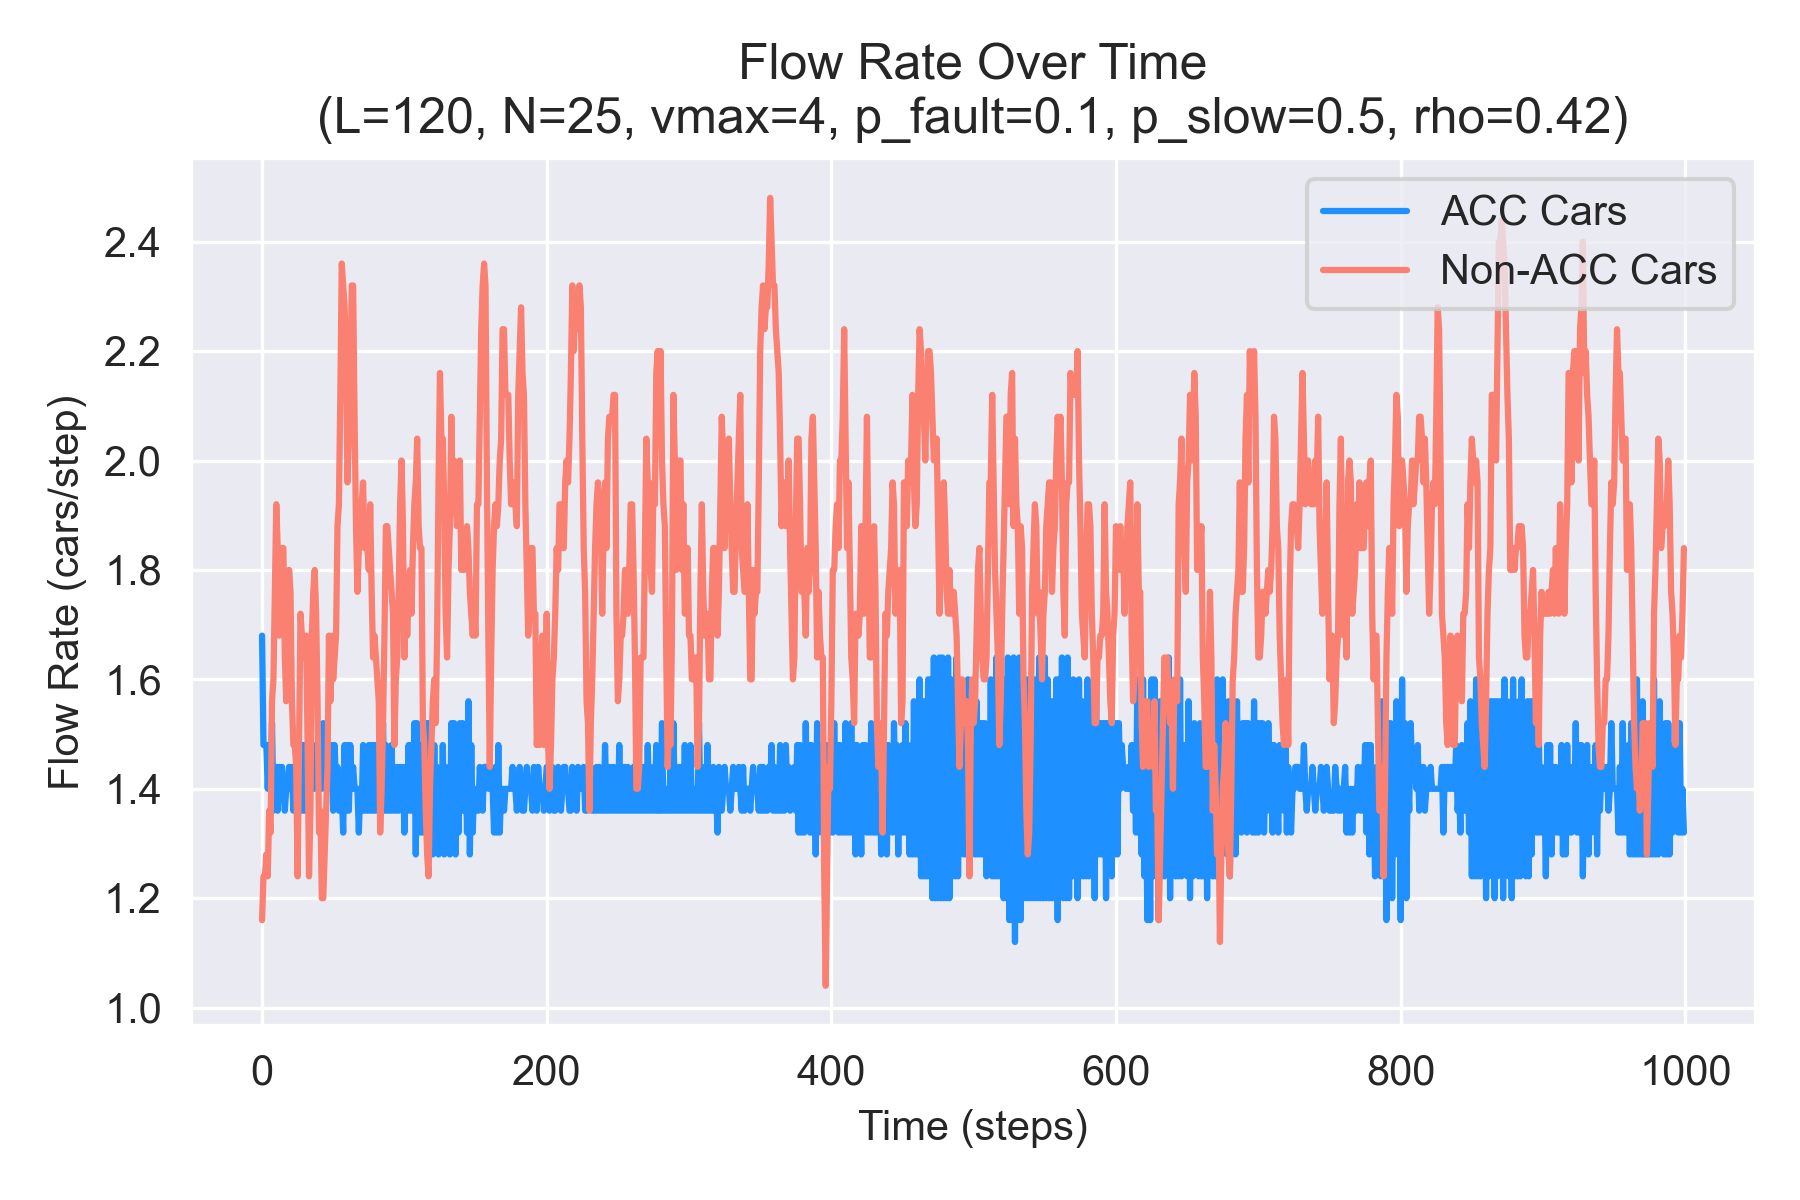 Flow Rate Over Time
(L=120, N=25, vmax=4, p_fault=0.1, p_slow=0.5, rho=0.42)
ACC Cars
Non-ACC Cars
Flow Rate (cars/step)
2.4
2.2
2.0
1.8
1.6
1.4
1.2
1.0
0
200
400
600
800
1000
Time (steps)